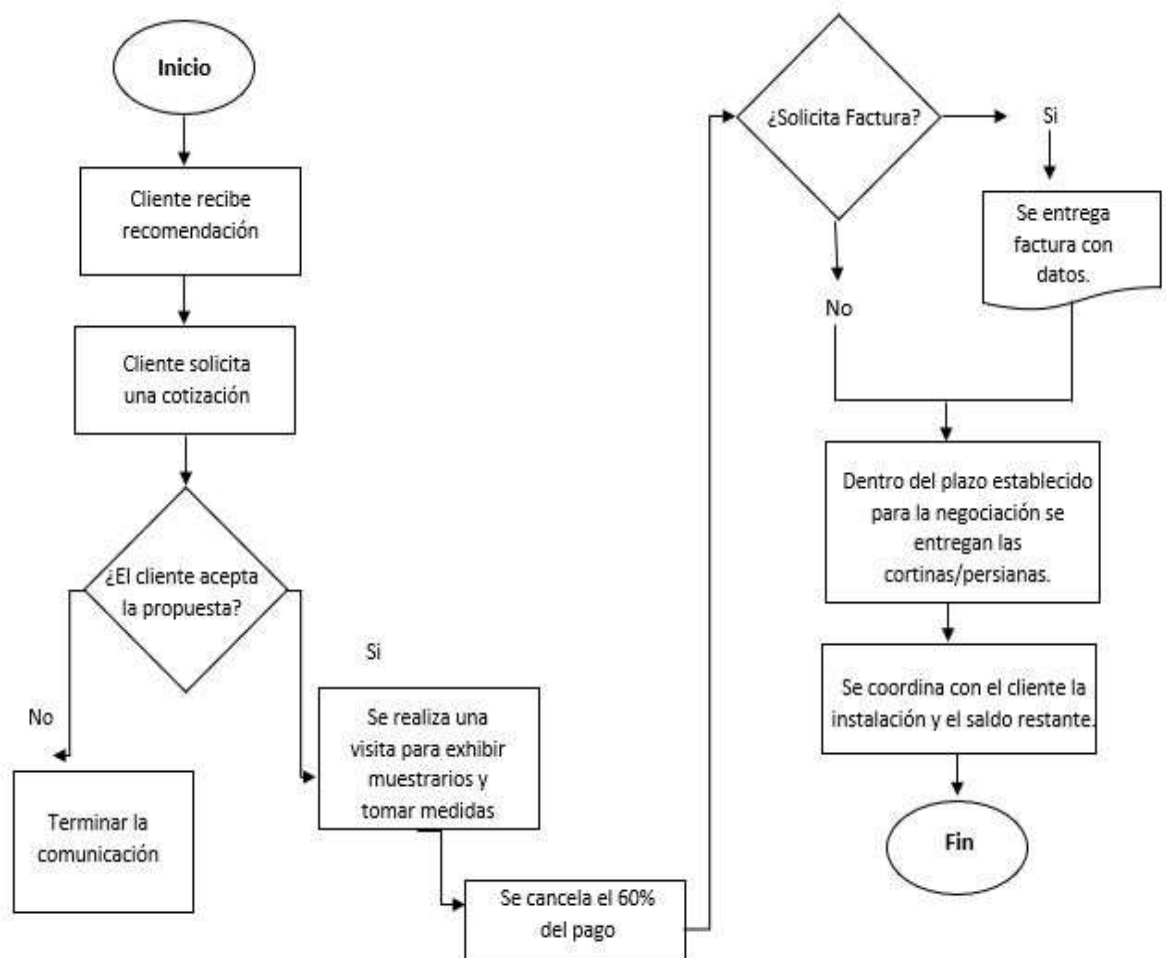 Inicio
Cliente recibe
recomendación
Cliente solicita
una cotización
¿El cliente acepta
la propuesta?
No
Terminar la
comunicación
Si
Se realiza una
visita para exhibir
muestrarios y
tomar medidas
Se cancela el 60%
del pago
¿Solicita Factura?
Si
Se entrega
factura con
datos.
No
Dentro del plazo establecido
para la negociación se
entregan las
cortinas/persianas.
Se coordina con el cliente la
instalación y el saldo restante.
Fin